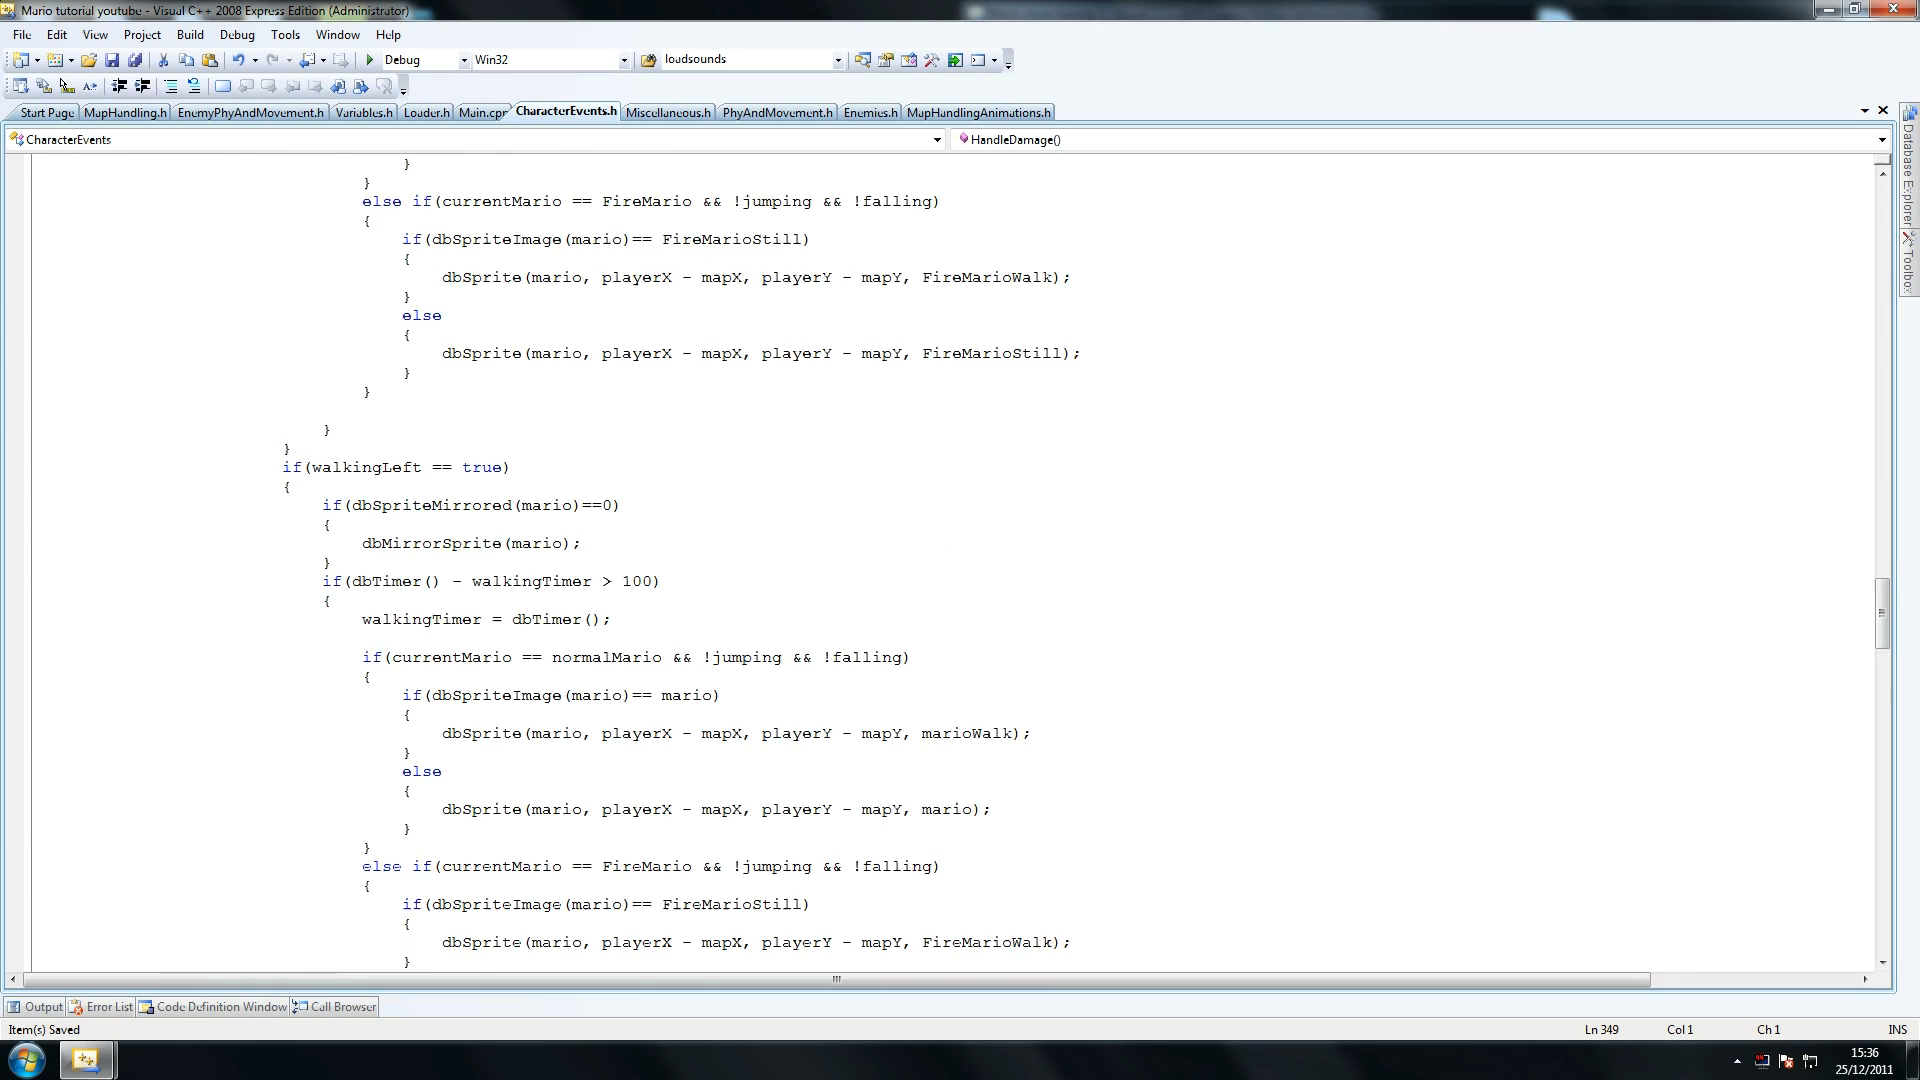 Mario tutorial youtube - Visual C++ 2008 Express Edition (Administrator)
File Edit View Project Build Debug Tools Window Help
Debug Win32 loadsounds
Start Page MapHandling.h EnemyPhyAndMovement.h Variables.h Loader.h Main.cpp CharacterEvents.h Miscellaneous.h PhyAndMovement.h Enemies.h MapHandlingAnimations.h
CharacterEvents HandleDamage()
}
}
else if(currentMario == FireMario && !jumping && !falling)
{
if(dbSpriteImage(mario)== FireMarioStill)
{
dbSprite(mario, playerX - mapX, playerY - mapY, FireMarioWalk);
}
else
{
dbSprite(mario, playerX - mapX, playerY - mapY, FireMarioStill);
}
}
}
}
if(walkingLeft == true)
{
if(dbSpriteMirrored(mario)==0)
{
dbMirrorSprite(mario);
}
if(dbTimer() - walkingTimer > 100)
{
walkingTimer = dbTimer();
if(currentMario == normalMario && !jumping && !falling)
{
if(dbSpriteImage(mario)== mario)
{
dbSprite(mario, playerX - mapX, playerY - mapY, marioWalk);
}
else
{
dbSprite(mario, playerX - mapX, playerY - mapY, mario);
}
}
else if(currentMario == FireMario && !jumping && !falling)
{
if(dbSpriteImage(mario)== FireMarioStill)
{
dbSprite(mario, playerX - mapX, playerY - mapY, FireMarioWalk);
}
Database Explorer
Toolbox
Output Error List Code Definition Window Call Browser
Item(s) Saved Ln 349 Col 1 Ch 1 INS
15:36
25/12/2011